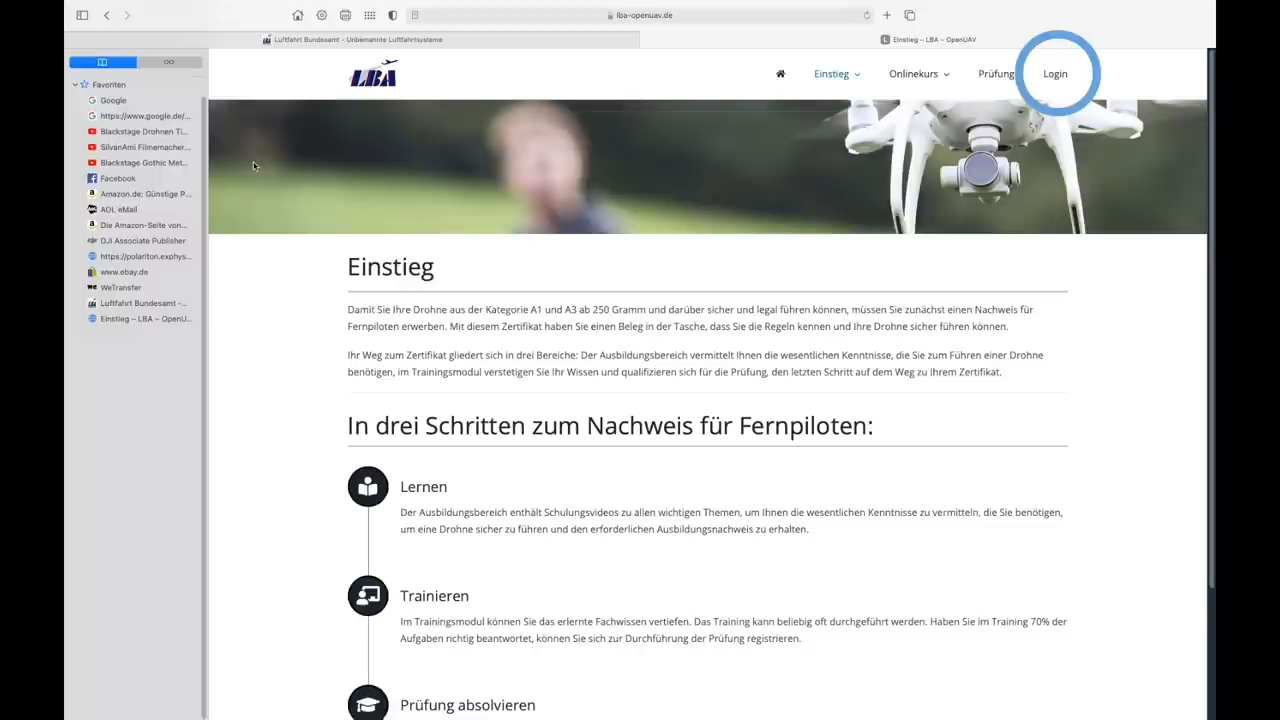 lba-openuav.de
Luftfahrt Bundesamt - Unbemannte Luftfahrtsysteme
Einstieg – LBA – OpenUAV
Favoriten
Google
https://www.google.de/...
Blackstage Drohnen Ti...
SilvanAmi Filmemacher...
Blackstage Gothic Met...
Facebook
Amazon.de: Günstige P...
AOL eMail
Die Amazon-Seite von...
DJI Associate Publisher
https://polariton.exphys...
www.ebay.de
WeTransfer
Luftfahrt Bundesamt -...
Einstieg – LBA – OpenU...
LBA
Einstieg
Onlinekurs
Prüfung
Login
Einstieg
Damit Sie Ihre Drohne aus der Kategorie A1 und A3 ab 250 Gramm und darüber sicher und legal führen können, müssen Sie zunächst einen Nachweis für
Fernpiloten erwerben. Mit diesem Zertifikat haben Sie einen Beleg in der Tasche, dass Sie die Regeln kennen und Ihre Drohne sicher führen können.
Ihr Weg zum Zertifikat gliedert sich in drei Bereiche: Der Ausbildungsbereich vermittelt Ihnen die wesentlichen Kenntnisse, die Sie zum Führen einer Drohne
benötigen, im Trainingsmodul verstetigen Sie Ihr Wissen und qualifizieren sich für die Prüfung, den letzten Schritt auf dem Weg zu Ihrem Zertifikat.
In drei Schritten zum Nachweis für Fernpiloten:
Lernen
Der Ausbildungsbereich enthält Schulungsvideos zu allen wichtigen Themen, um Ihnen die wesentlichen Kenntnisse zu vermitteln, die Sie benötigen,
um eine Drohne sicher zu führen und den erforderlichen Ausbildungsnachweis zu erhalten.
Trainieren
Im Trainingsmodul können Sie das erlernte Fachwissen vertiefen. Das Training kann beliebig oft durchgeführt werden. Haben Sie im Training 70% der
Aufgaben richtig beantwortet, können Sie sich zur Durchführung der Prüfung registrieren.
Prüfung absolvieren